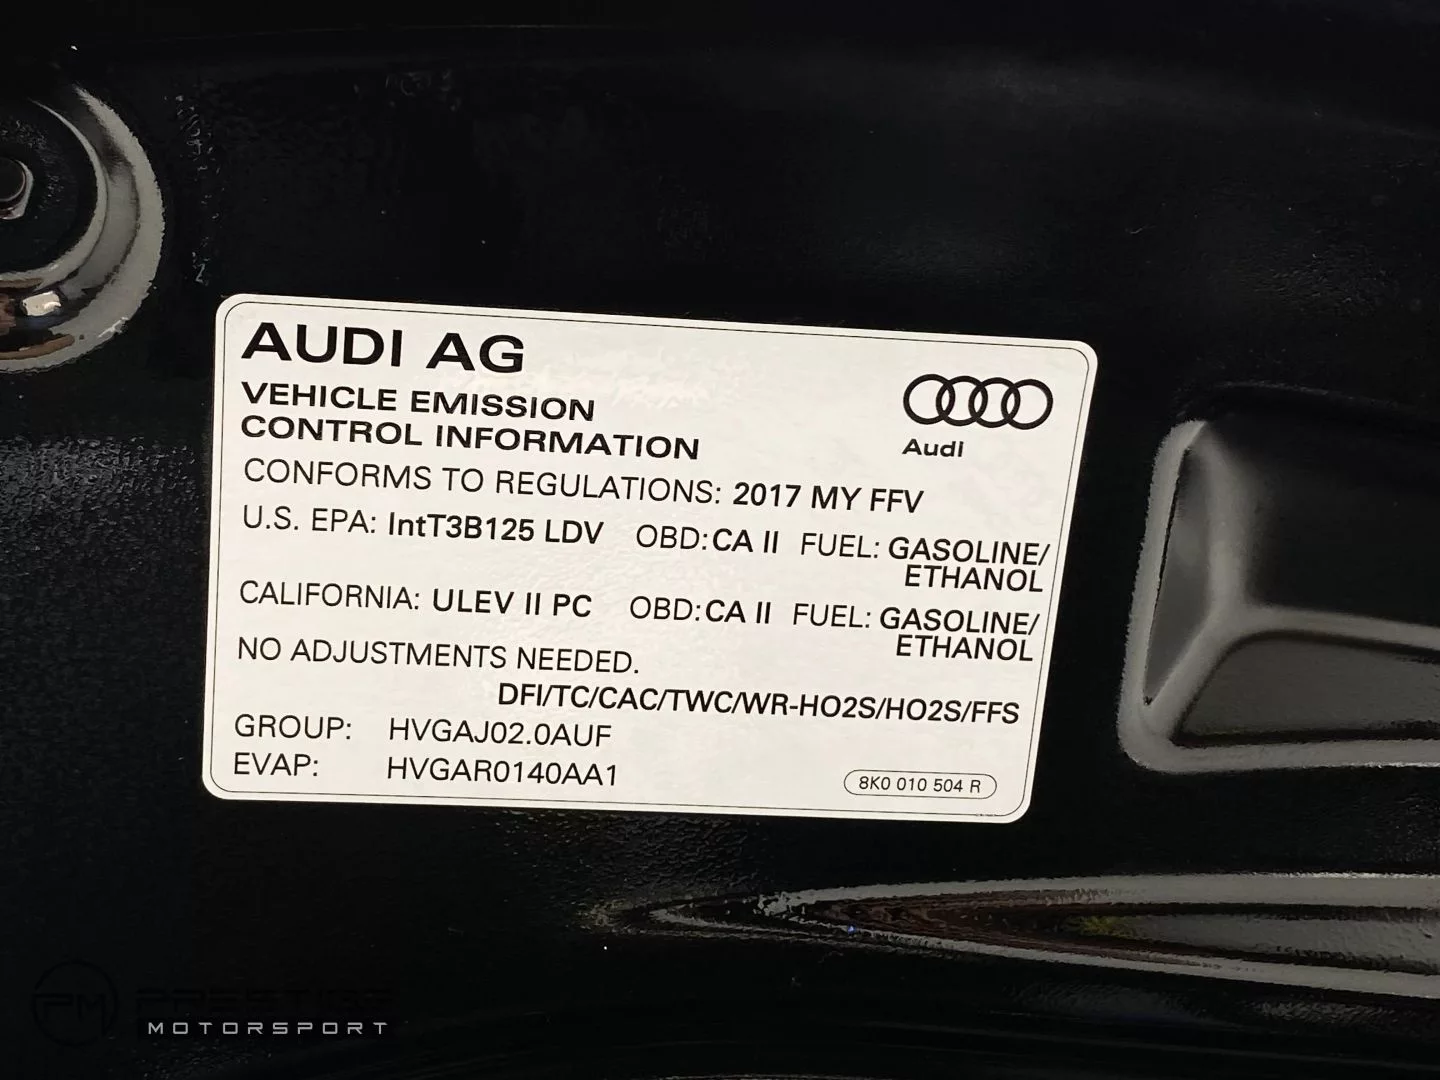 AUDI AG
VEHICLE EMISSION
CONTROL INFORMATION
Audi
CONFORMS TO REGULATIONS: 2017 MY FFV
U.S. EPA: IntT3B125 LDV OBD: CA II FUEL: GASOLINE/
ETHANOL
CALIFORNIA: ULEV II PC OBD: CA II FUEL: GASOLINE/
ETHANOL
NO ADJUSTMENTS NEEDED.
DFI/TC/CAC/TWC/WR-HO2S/HO2S/FFS
GROUP: HVGAJ02.0AUF
EVAP: HVGAR0140AA1
8K0 010 504 R
PM PRESTIGE
MOTORSPORT